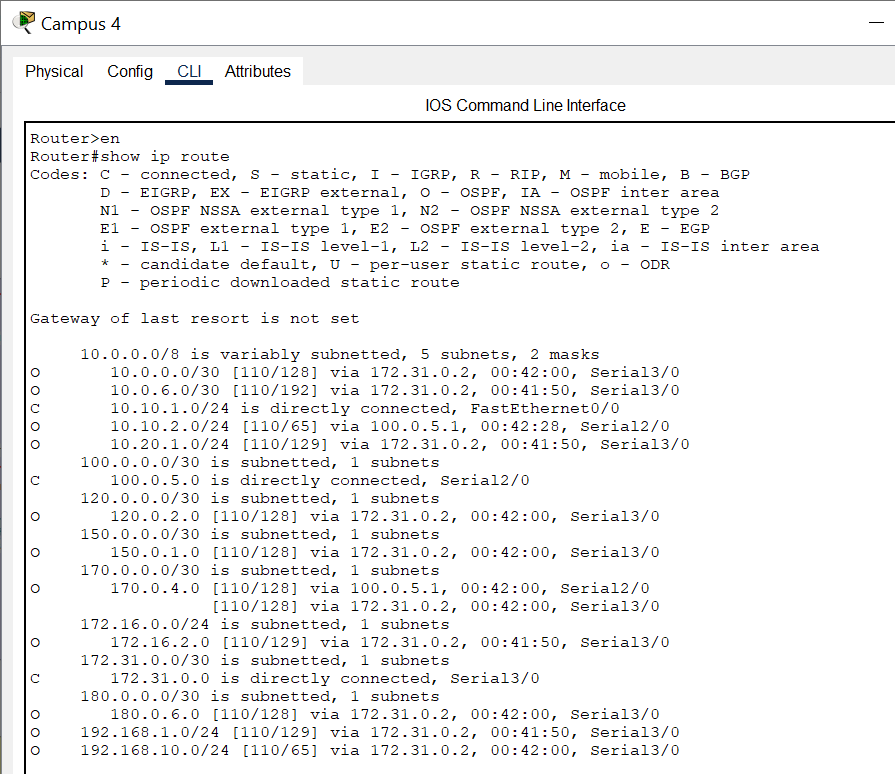 Campus 4
Physical Config CLI Attributes
IOS Command Line Interface
Router>en
Router#show ip route
Codes: C - connected, S - static, I - IGRP, R - RIP, M - mobile, B - BGP
       D - EIGRP, EX - EIGRP external, O - OSPF, IA - OSPF inter area
       N1 - OSPF NSSA external type 1, N2 - OSPF NSSA external type 2
       E1 - OSPF external type 1, E2 - OSPF external type 2, E - EGP
       i - IS-IS, L1 - IS-IS level-1, L2 - IS-IS level-2, ia - IS-IS inter area
       * - candidate default, U - per-user static route, o - ODR
       P - periodic downloaded static route
Gateway of last resort is not set
     10.0.0.0/8 is variably subnetted, 5 subnets, 2 masks
O       10.0.0.0/30 [110/128] via 172.31.0.2, 00:42:00, Serial3/0
O       10.0.6.0/30 [110/192] via 172.31.0.2, 00:41:50, Serial3/0
C       10.10.1.0/24 is directly connected, FastEthernet0/0
O       10.10.2.0/24 [110/65] via 100.0.5.1, 00:42:28, Serial2/0
O       10.20.1.0/24 [110/129] via 172.31.0.2, 00:41:50, Serial3/0
     100.0.0.0/30 is subnetted, 1 subnets
C       100.0.5.0 is directly connected, Serial2/0
     120.0.0.0/30 is subnetted, 1 subnets
O       120.0.2.0 [110/128] via 172.31.0.2, 00:42:00, Serial3/0
     150.0.0.0/30 is subnetted, 1 subnets
O       150.0.1.0 [110/128] via 172.31.0.2, 00:42:00, Serial3/0
     170.0.0.0/30 is subnetted, 1 subnets
O       170.0.4.0 [110/128] via 100.0.5.1, 00:42:00, Serial2/0
                  [110/128] via 172.31.0.2, 00:42:00, Serial3/0
     172.16.0.0/24 is subnetted, 1 subnets
O       172.16.2.0 [110/129] via 172.31.0.2, 00:41:50, Serial3/0
     172.31.0.0/30 is subnetted, 1 subnets
C       172.31.0.0 is directly connected, Serial3/0
     180.0.0.0/30 is subnetted, 1 subnets
O       180.0.6.0 [110/128] via 172.31.0.2, 00:42:00, Serial3/0
O    192.168.1.0/24 [110/129] via 172.31.0.2, 00:41:50, Serial3/0
O    192.168.10.0/24 [110/65] via 172.31.0.2, 00:42:00, Serial3/0